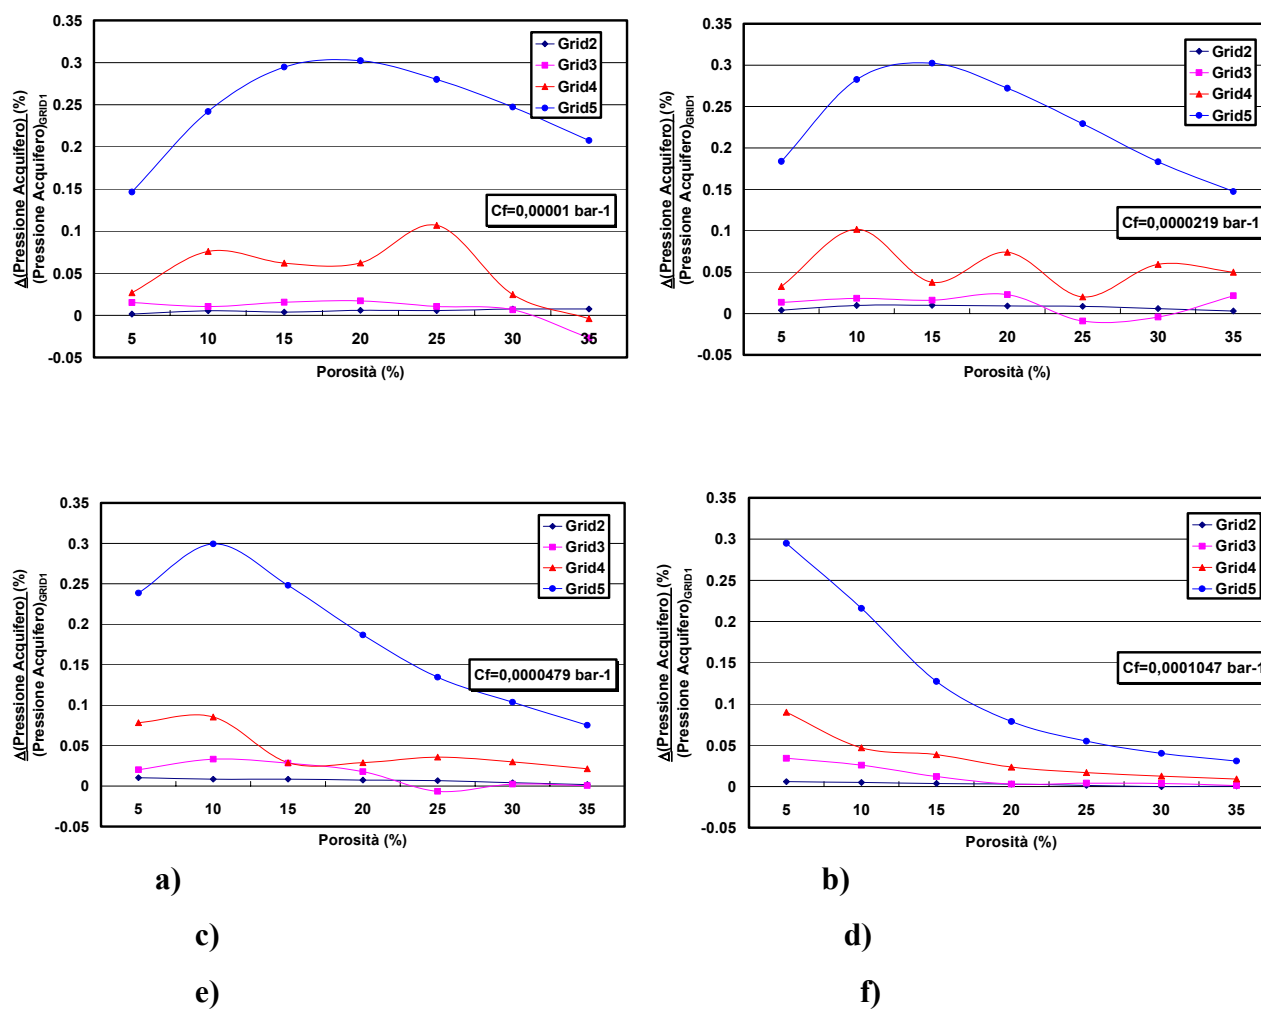 0.35
0.3
0.25
0.2
0.15
0.1
0.05
0
-0.05
Δ(Pressione Acquifero) (%)
(Pressione Acquifero)GRID1
Grid2
Grid3
Grid4
Grid5
Cf=0,00001 bar-1
5 10 15 20 25 30 35
Porosità (%)
0.35
0.3
0.25
0.2
0.15
0.1
0.05
0
-0.05
Δ(Pressione Acquifero) (%)
(Pressione Acquifero)GRID1
Grid2
Grid3
Grid4
Grid5
Cf=0,0000219 bar-1
5 10 15 20 25 30 35
Porosità (%)
0.35
0.3
0.25
0.2
0.15
0.1
0.05
0
-0.05
Δ(Pressione Acquifero) (%)
(Pressione Acquifero)GRID1
Grid2
Grid3
Grid4
Grid5
Cf=0,0000479 bar-1
5 10 15 20 25 30 35
Porosità (%)
0.35
0.3
0.25
0.2
0.15
0.1
0.05
0
-0.05
Δ(Pressione Acquifero) (%)
(Pressione Acquifero)GRID1
Grid2
Grid3
Grid4
Grid5
Cf=0,0001047 bar-1
5 10 15 20 25 30 35
Porosità (%)
a) b)
c) d)
e) f)